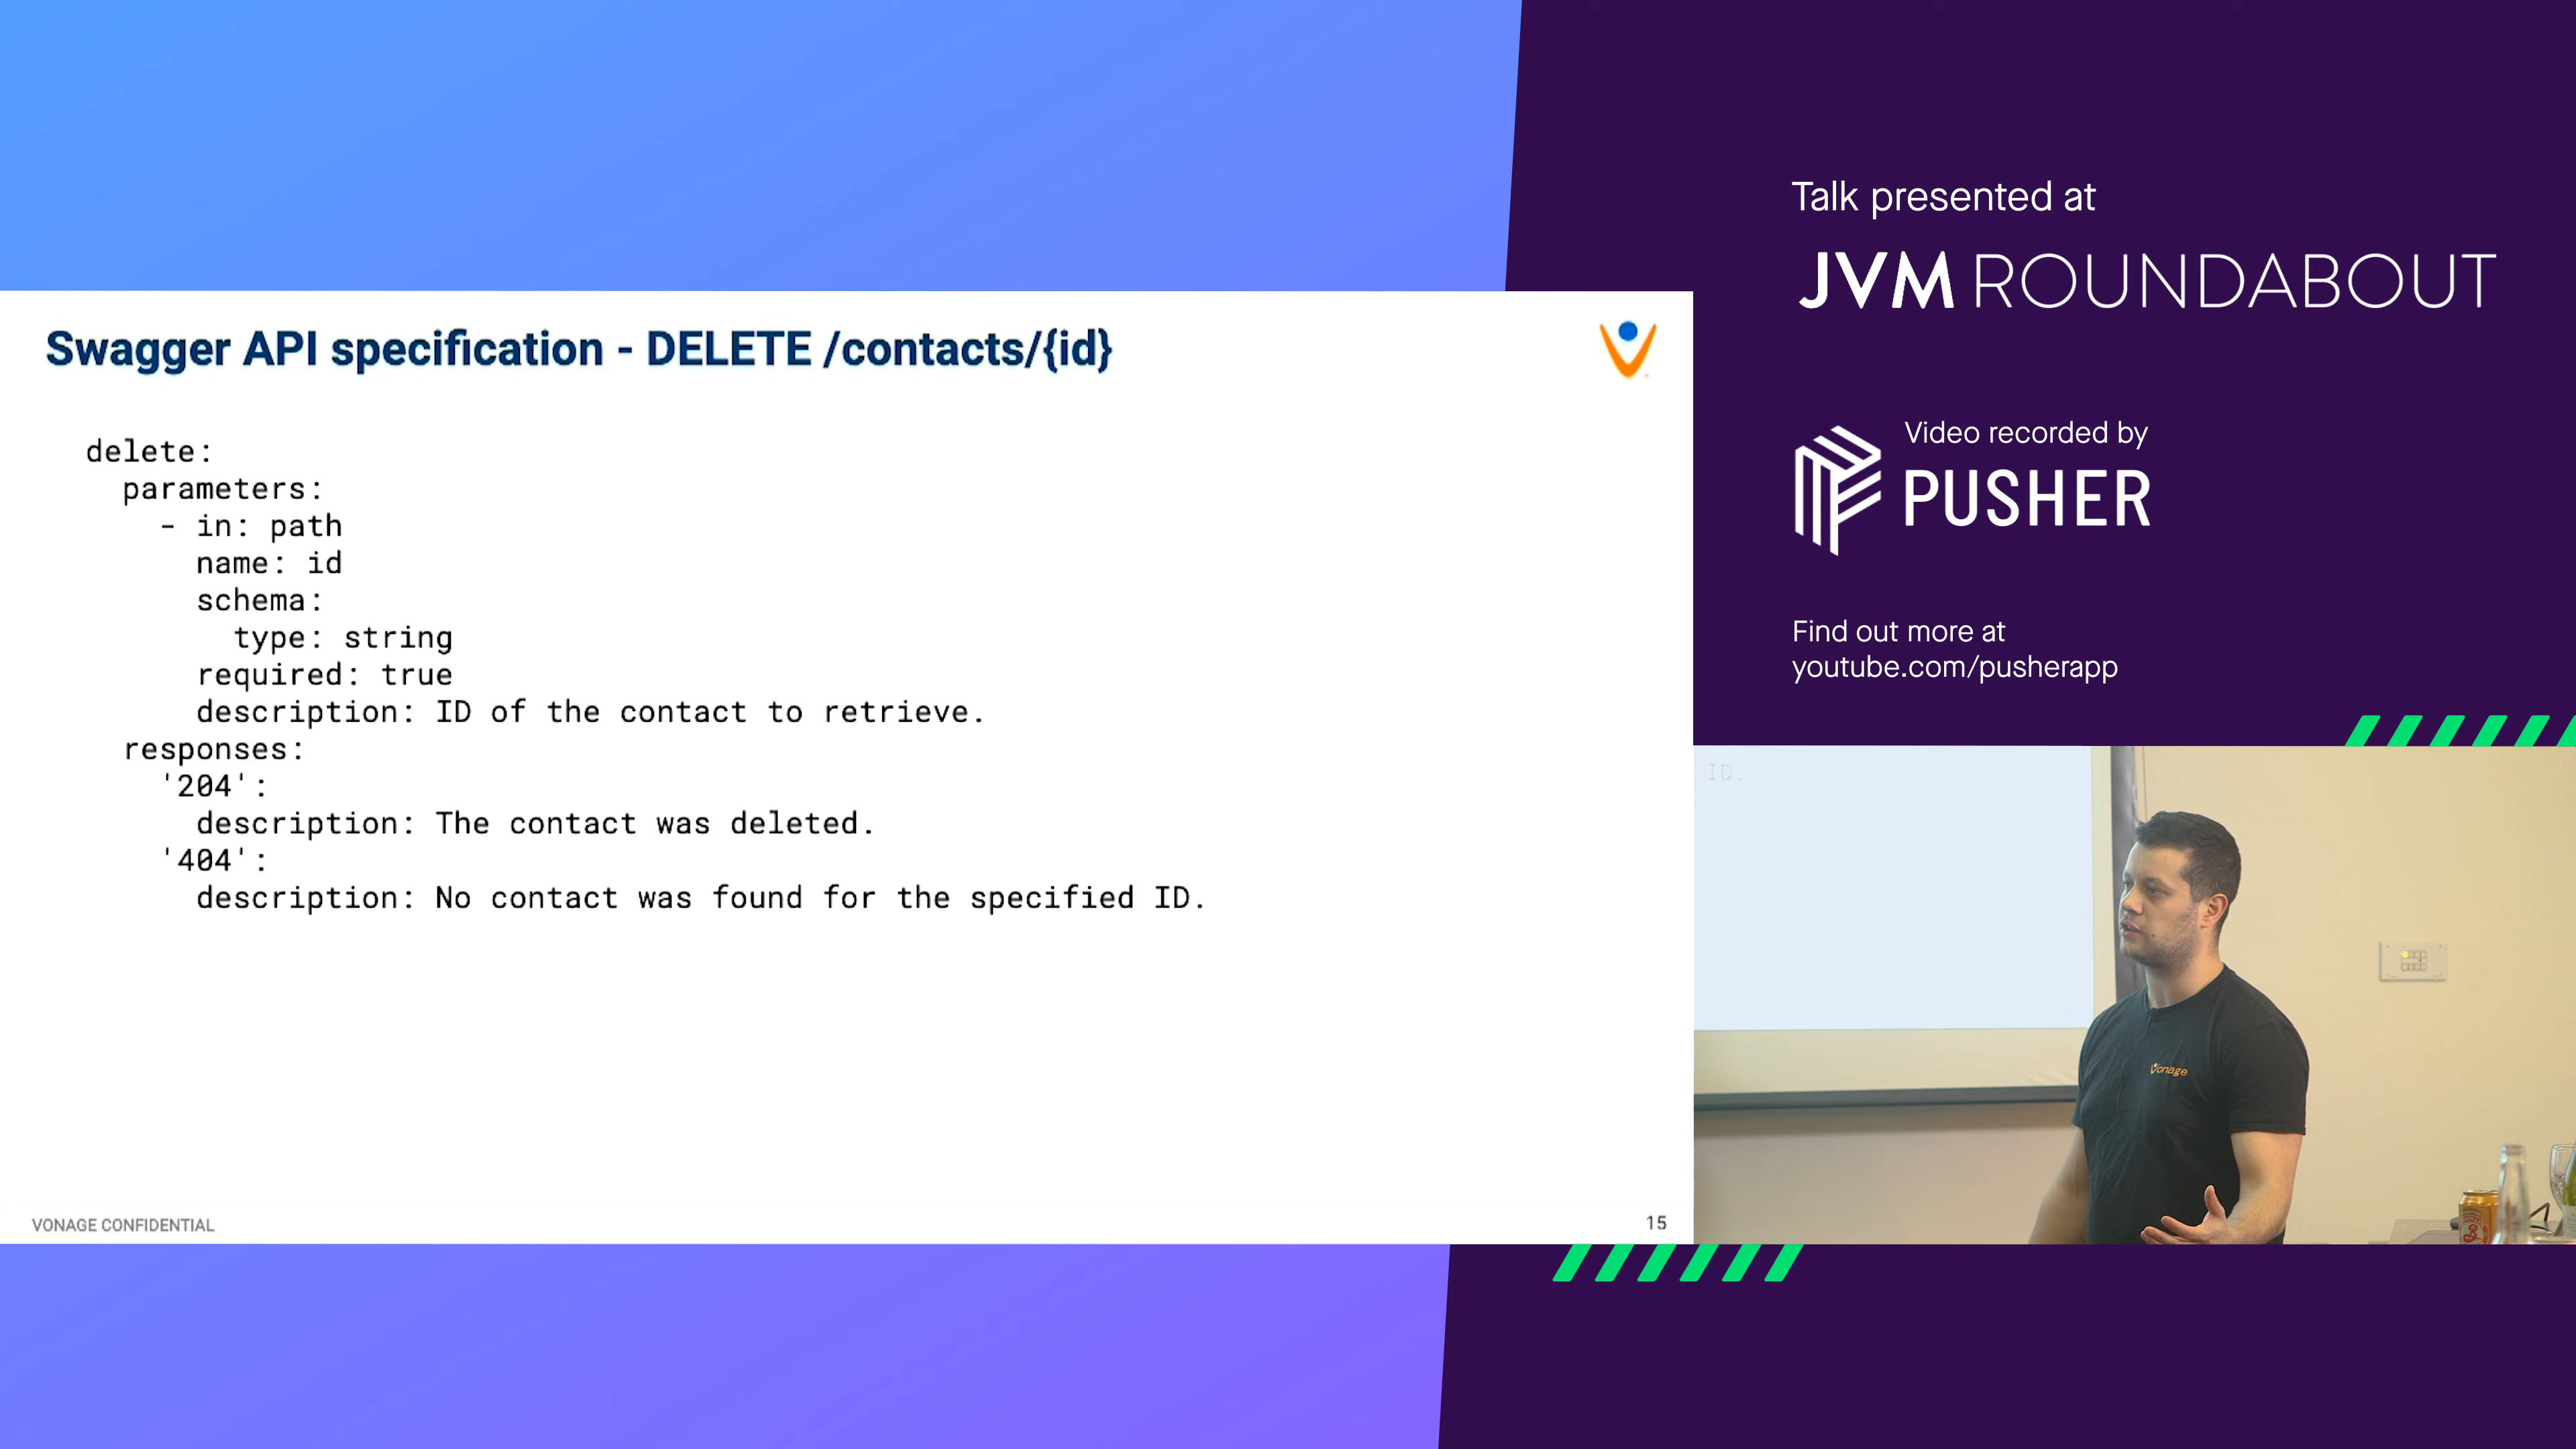 Talk presented at
JVM ROUNDABOUT
Video recorded by
PUSHER
Find out more at
youtube.com/pusherapp
Swagger API specification - DELETE /contacts/{id}
delete:
  parameters:
    - in: path
      name: id
      schema:
        type: string
      required: true
      description: ID of the contact to retrieve.
  responses:
    '204':
      description: The contact was deleted.
    '404':
      description: No contact was found for the specified ID.
VONAGE CONFIDENTIAL
15
ID.
Vonage